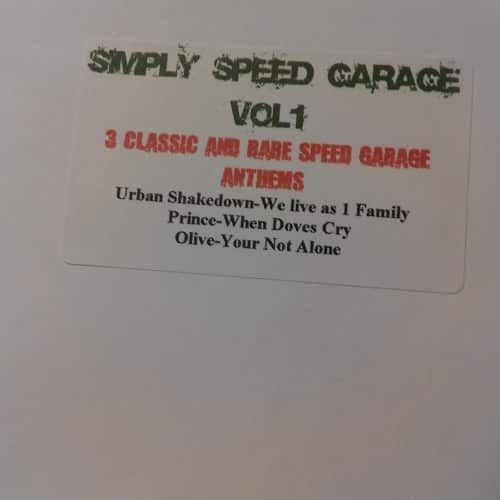 SIMPLY SPEED GARAGE
VOL1
3 CLASSIC AND RARE SPEED GARAGE
ANTHEMS
Urban Shakedown-We live as 1 Family
Prince-When Doves Cry
Olive-Your Not Alone